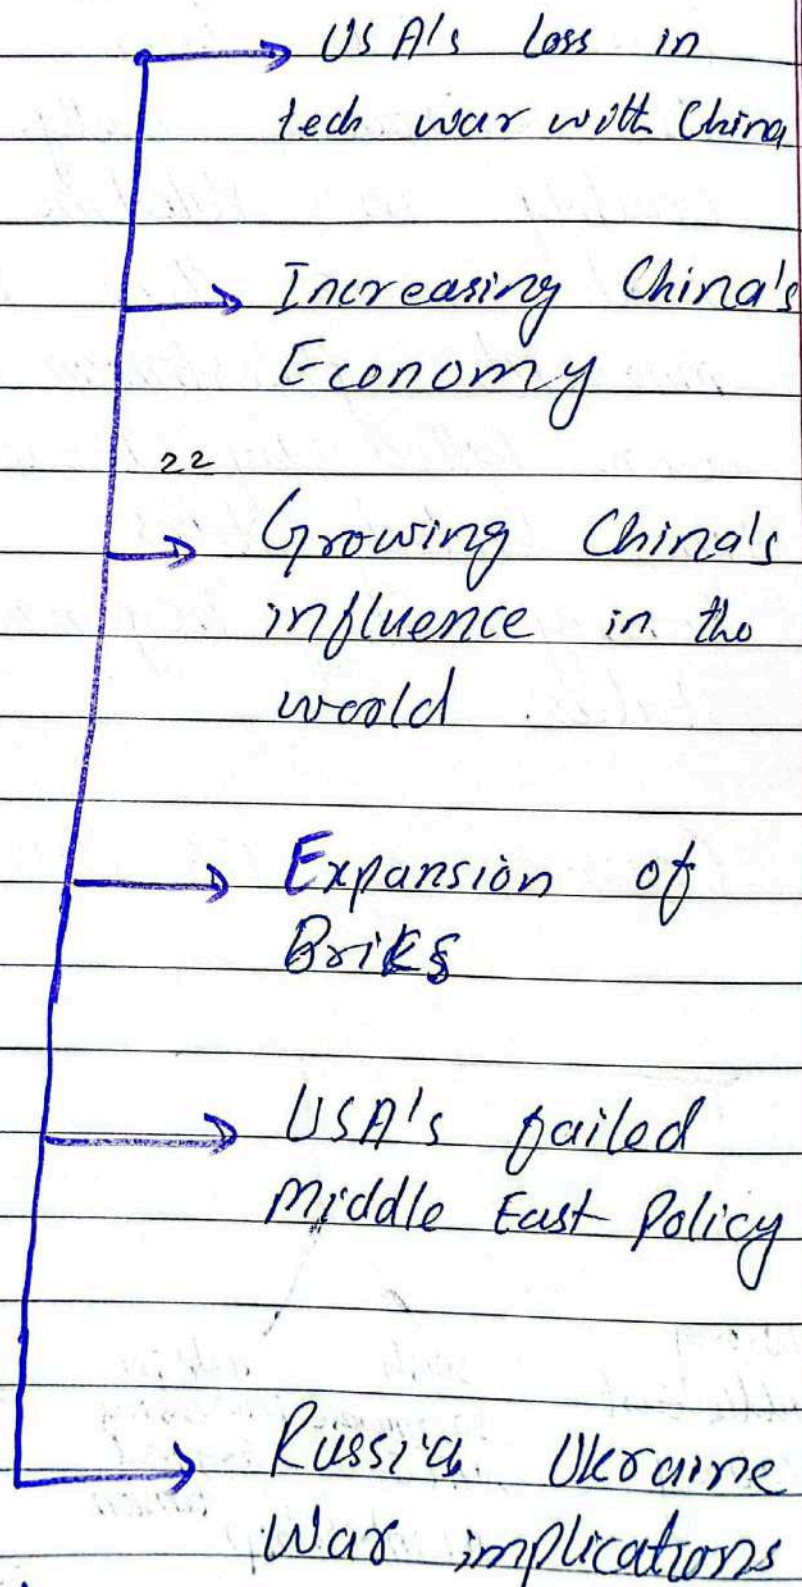 USA's loss in
tech war with China
Increasing China's
Economy
22
Growing China's
influence in the
world.
Expansion of
Briks
USA's failed
Middle East Policy
Russia Ukraine
War implications